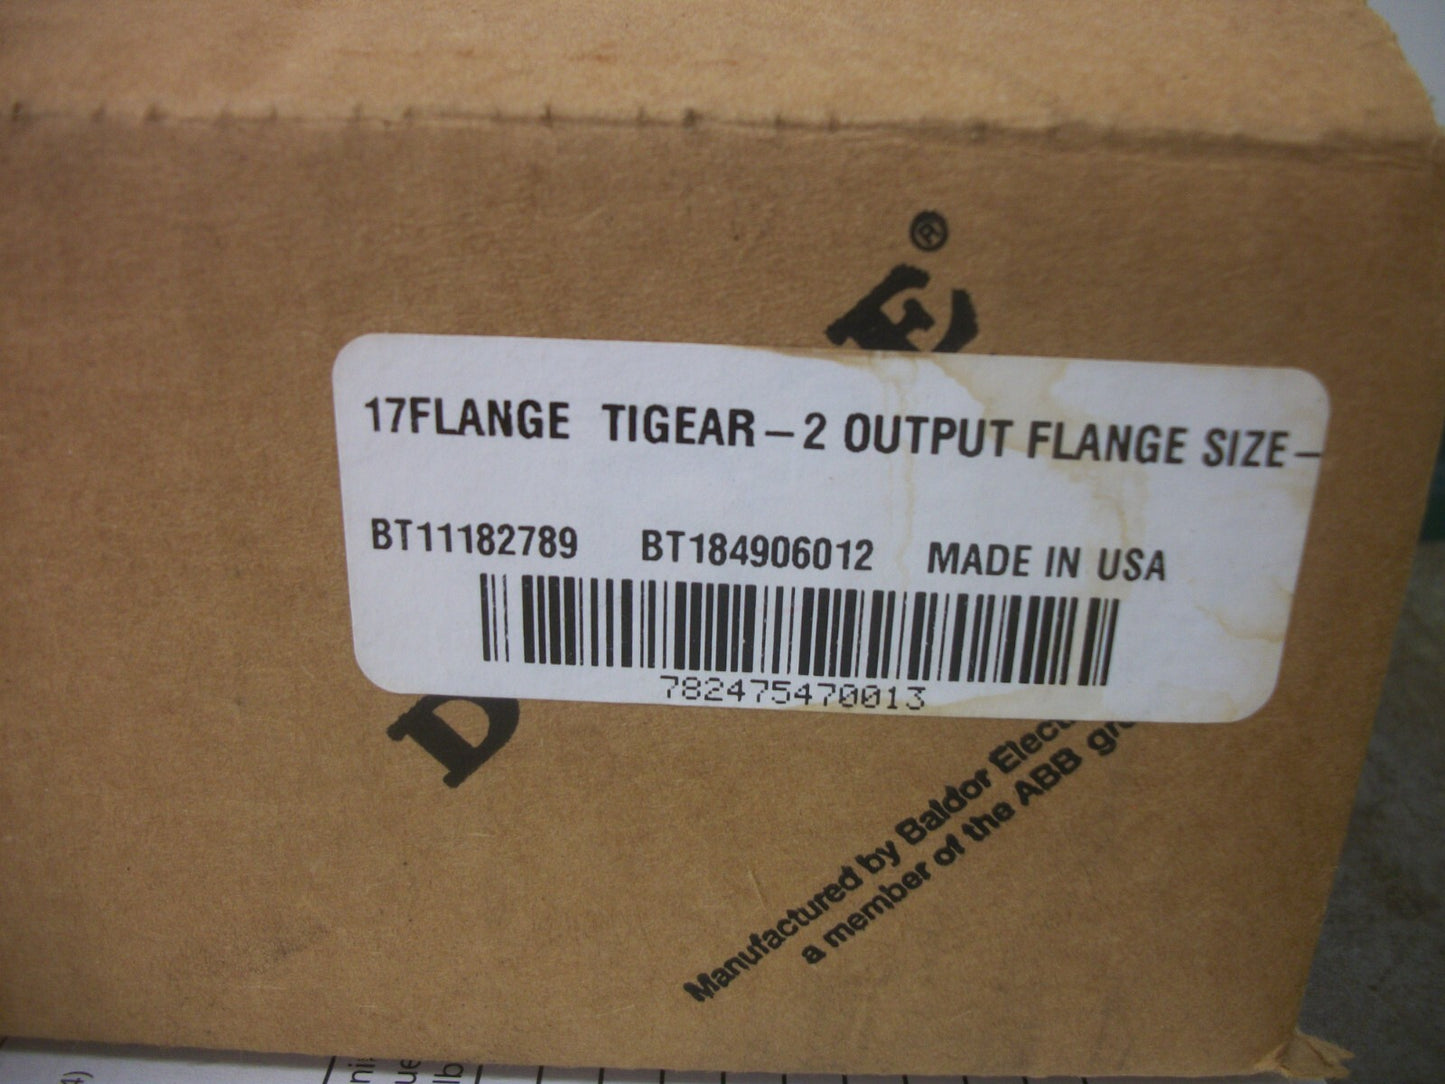 ®
17FLANGE TIGEAR-2 OUTPUT FLANGE SIZE-
BT11182789 BT184906012 MADE IN USA
782475470013
D E
Manufactured by Baldor
a member of the ABB